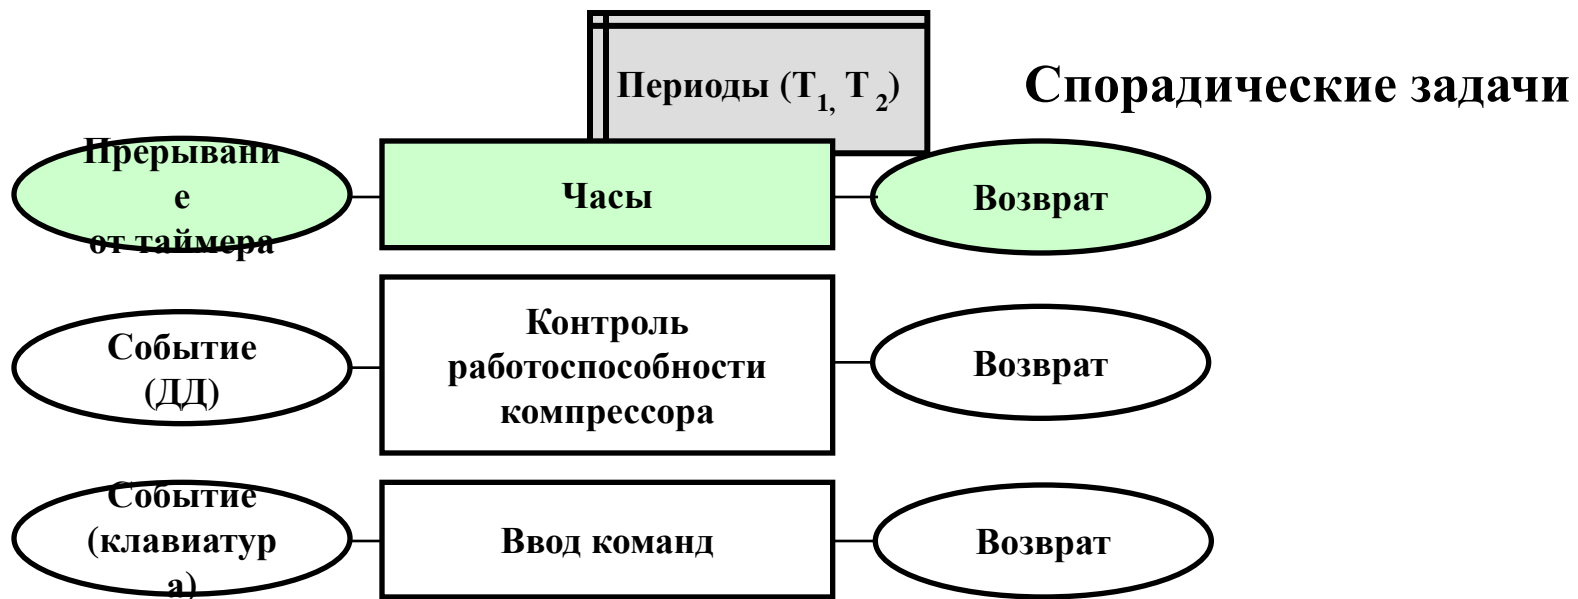 Периоды (T1, T 2)
Спорадические задачи
Прерывани
е
от таймера
Часы
Возврат
Событие
(ДД)
Контроль
работоспособности
компрессора
Возврат
Событие
(клавиатур
а)
Ввод команд
Возврат